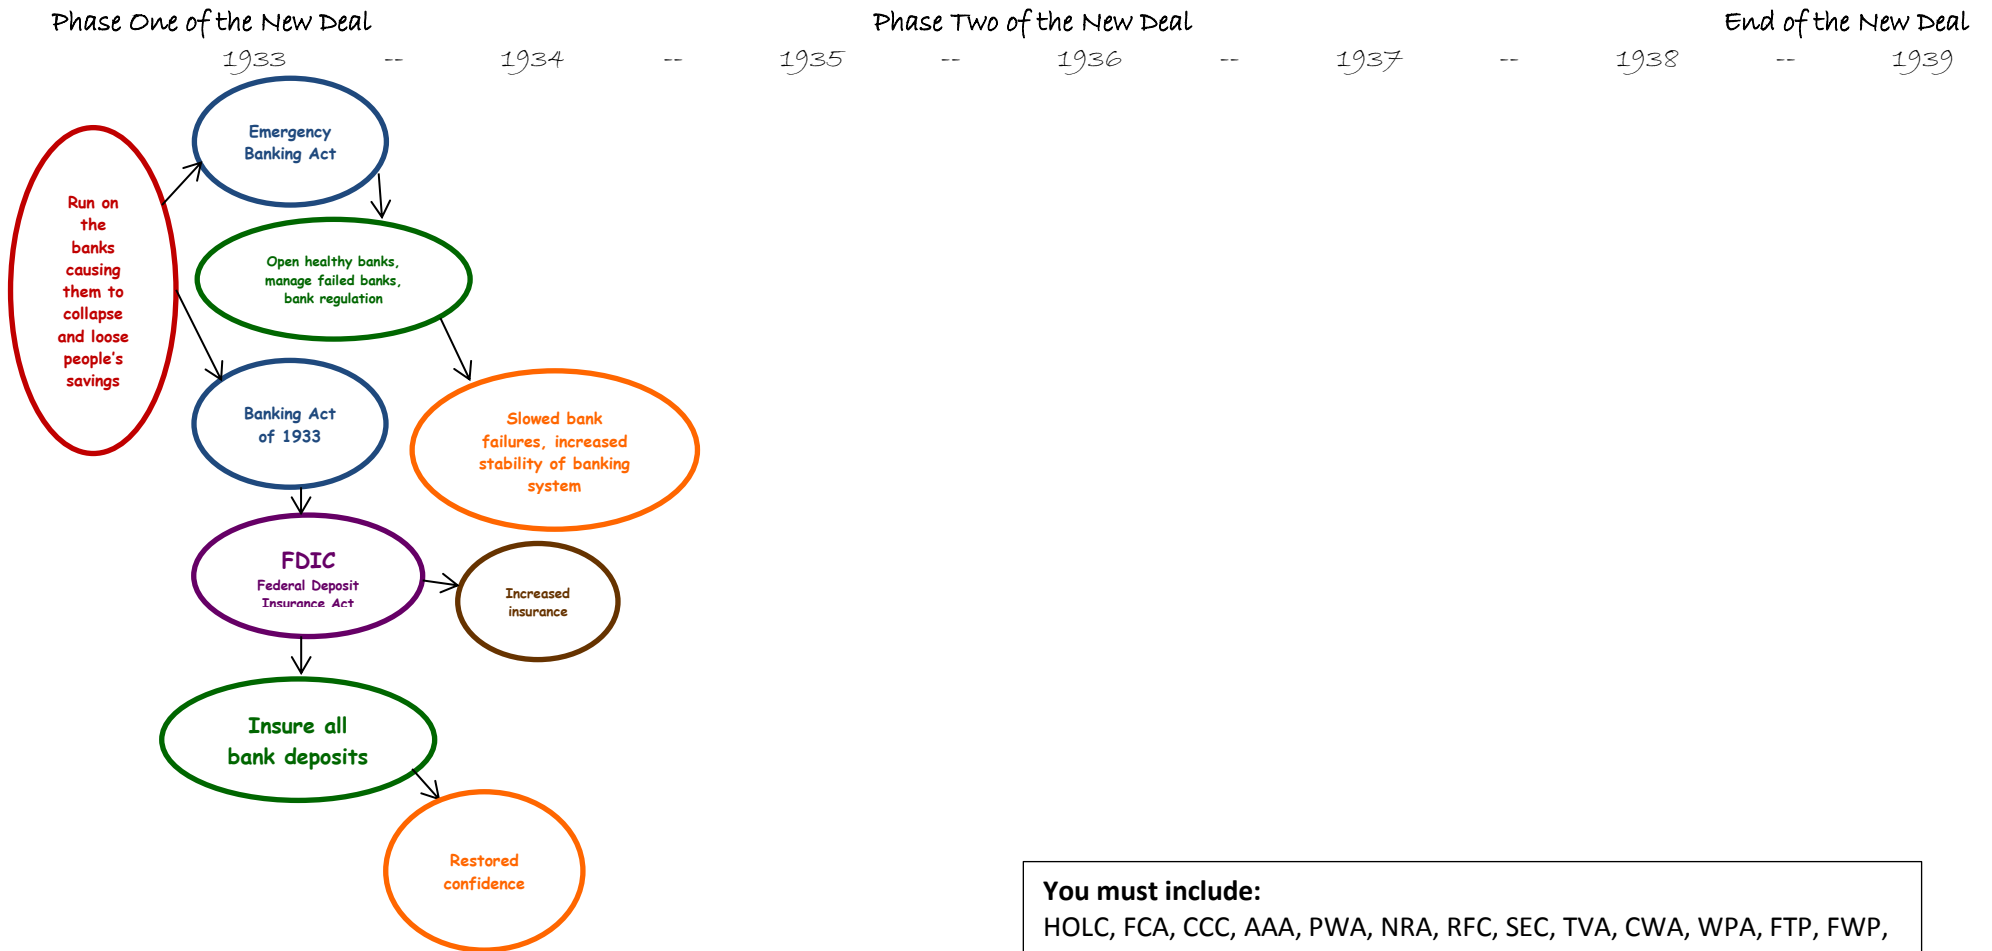 Phase One of the New Deal
Phase Two of the New Deal
End of the New Deal
1933 -- 1934 -- 1935 -- 1936 -- 1937 -- 1938 -- 1939
Run on
the
banks
causing
them to
collapse
and loose
people's
savings
Emergency
Banking Act
Open healthy banks,
manage failed banks,
bank regulation
Banking Act
of 1933
Slowed bank
failures, increased
stability of banking
system
FDIC
Federal Deposit
Insurance Act
Increased
insurance
Insure all
bank deposits
Restored
confidence
You must include:
HOLC, FCA, CCC, AAA, PWA, NRA, RFC, SEC, TVA, CWA, WPA, FTP, FWP,